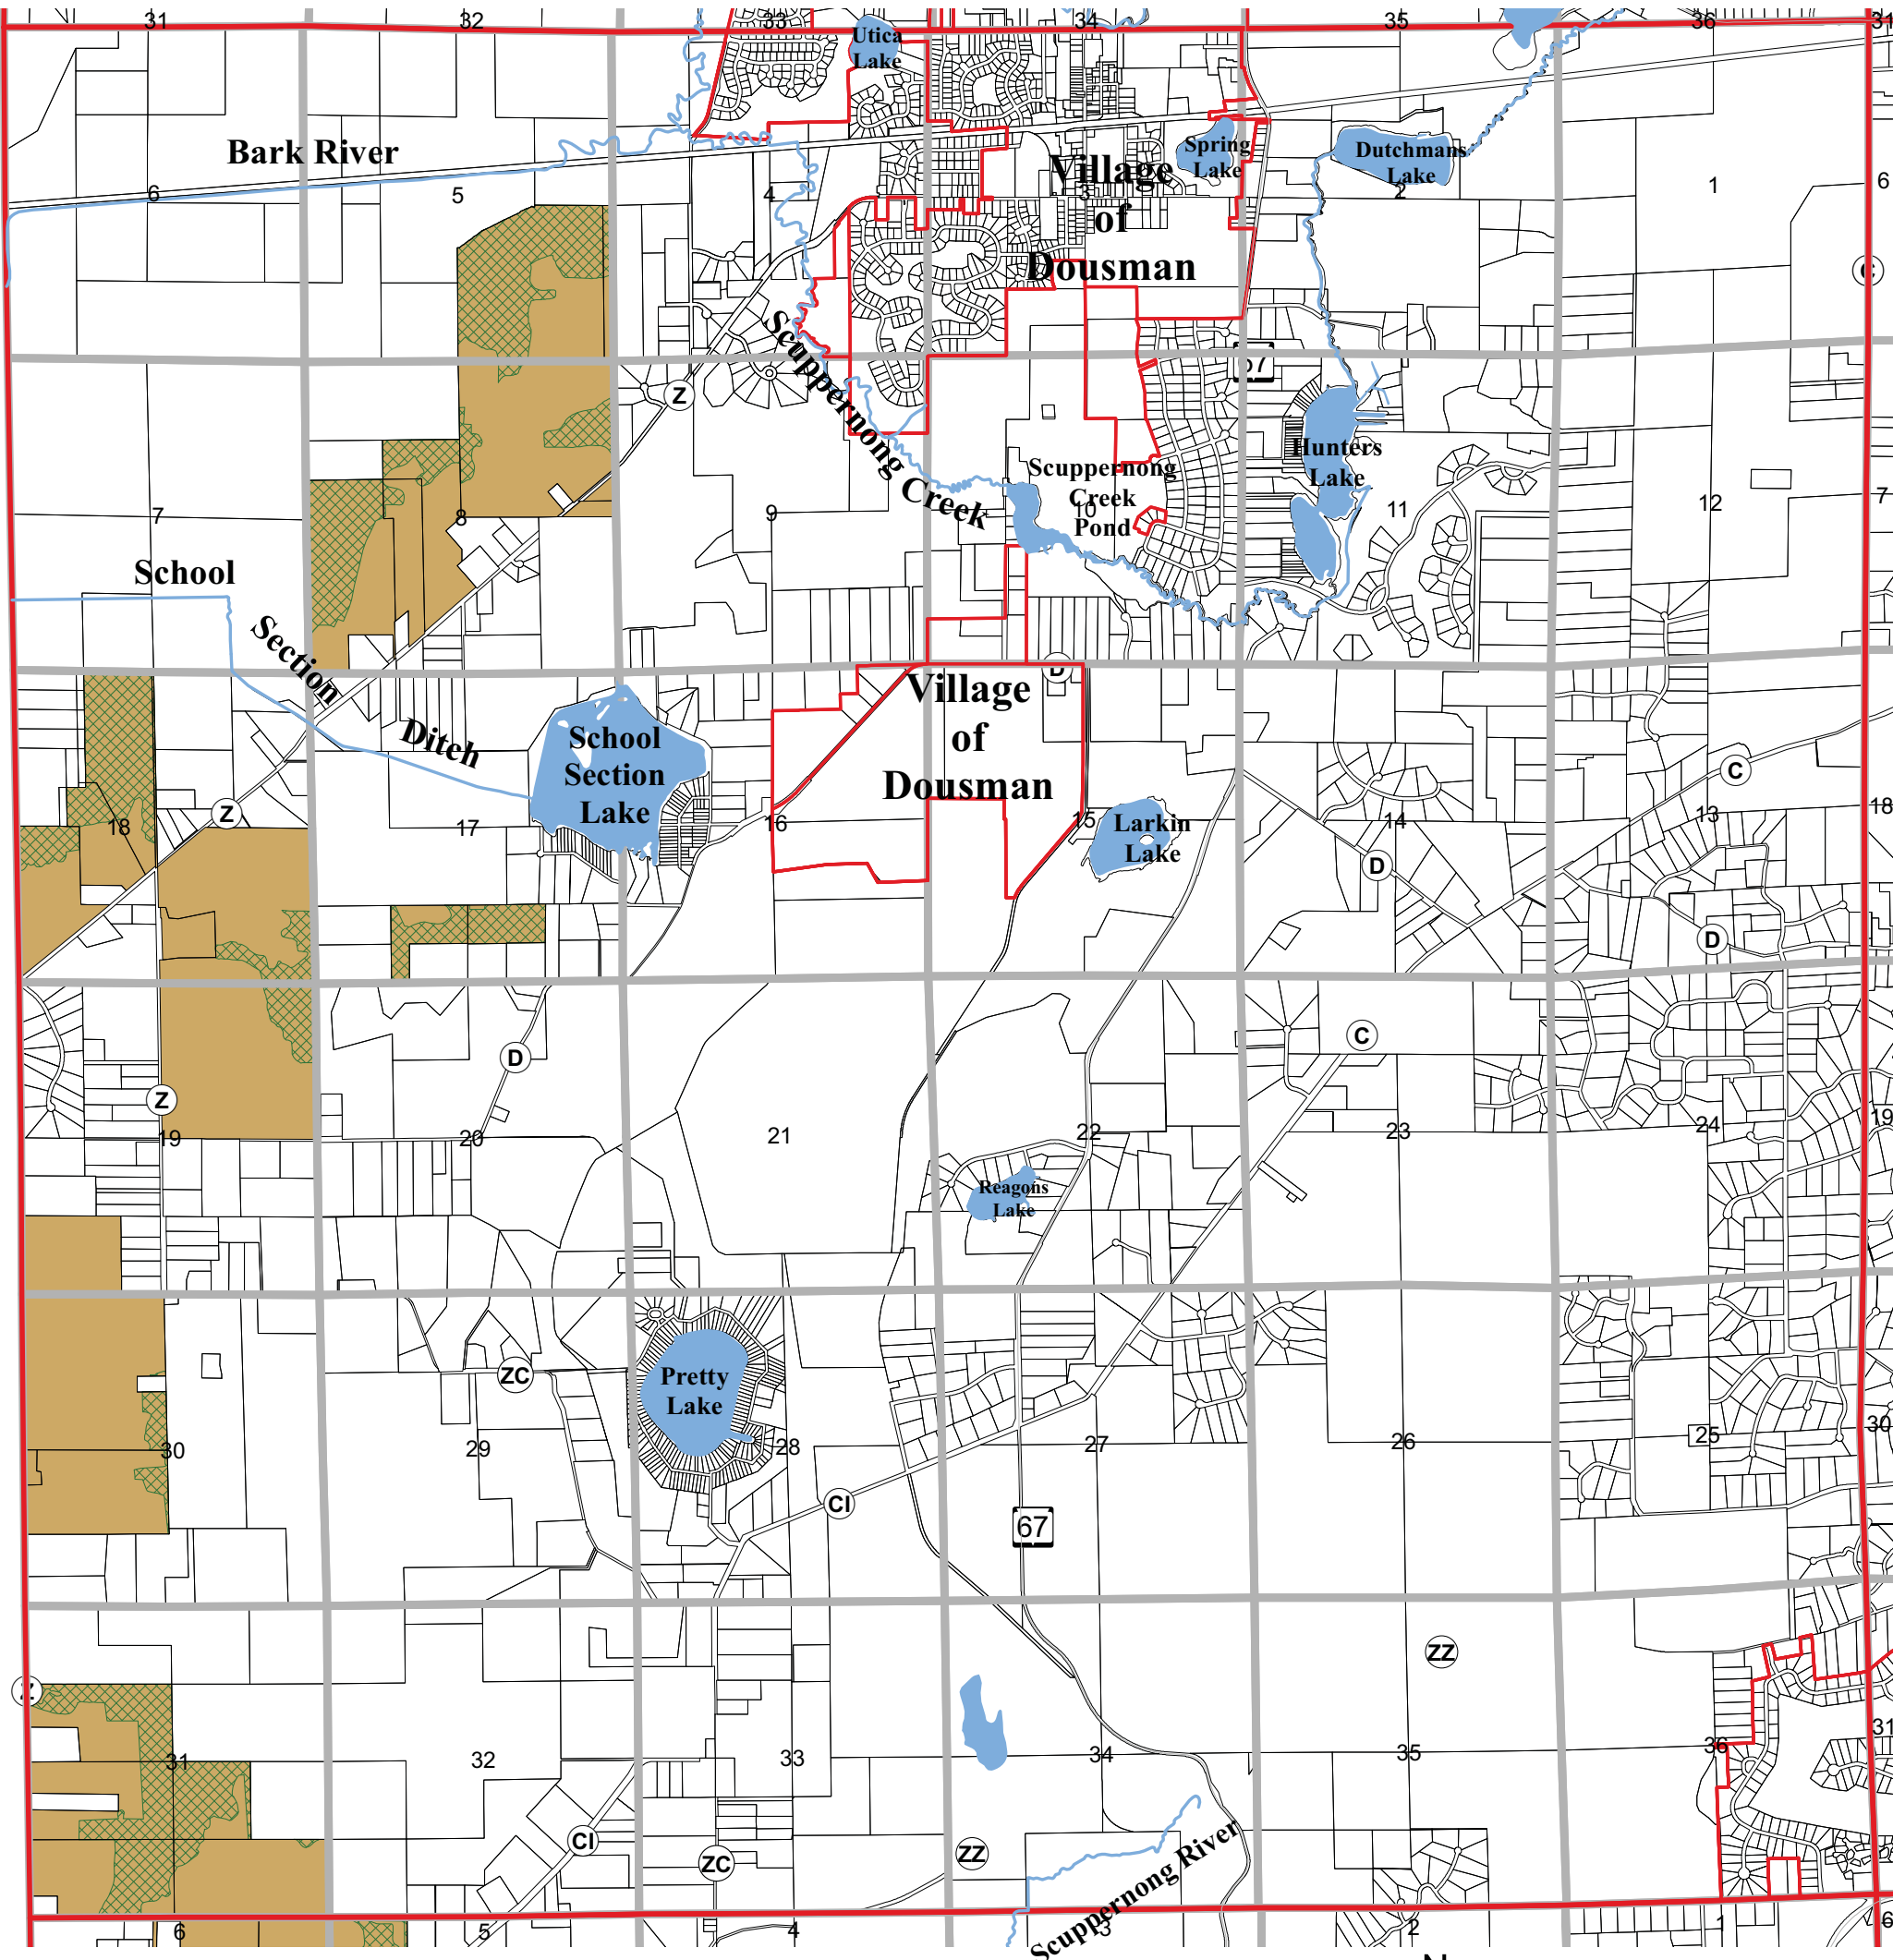 31
32
33
34
35
36
31
Utica
Lake
Bark River
Spring
Lake
Dutchmans
Lake
Village
of
Dousman
6
5
4
3
2
1
6
C
Scuppernong Creek
67
Z
Hunters
Lake
Scuppernong
Creek
Pond
7
8
9
10
11
12
7
School
Section
Ditch
D
Village
of
Dousman
School
Section
Lake
C
Z
18
17
16
15
Larkin
Lake
14
13
18
D
D
C
D
Z
19
20
21
22
23
24
19
Reagons
Lake
ZC
Pretty
Lake
30
29
28
27
26
25
30
CI
67
ZZ
Z
31
32
33
34
35
36
31
CI
ZC
ZZ
Scuppernong River
6
5
4
3
2
1
6